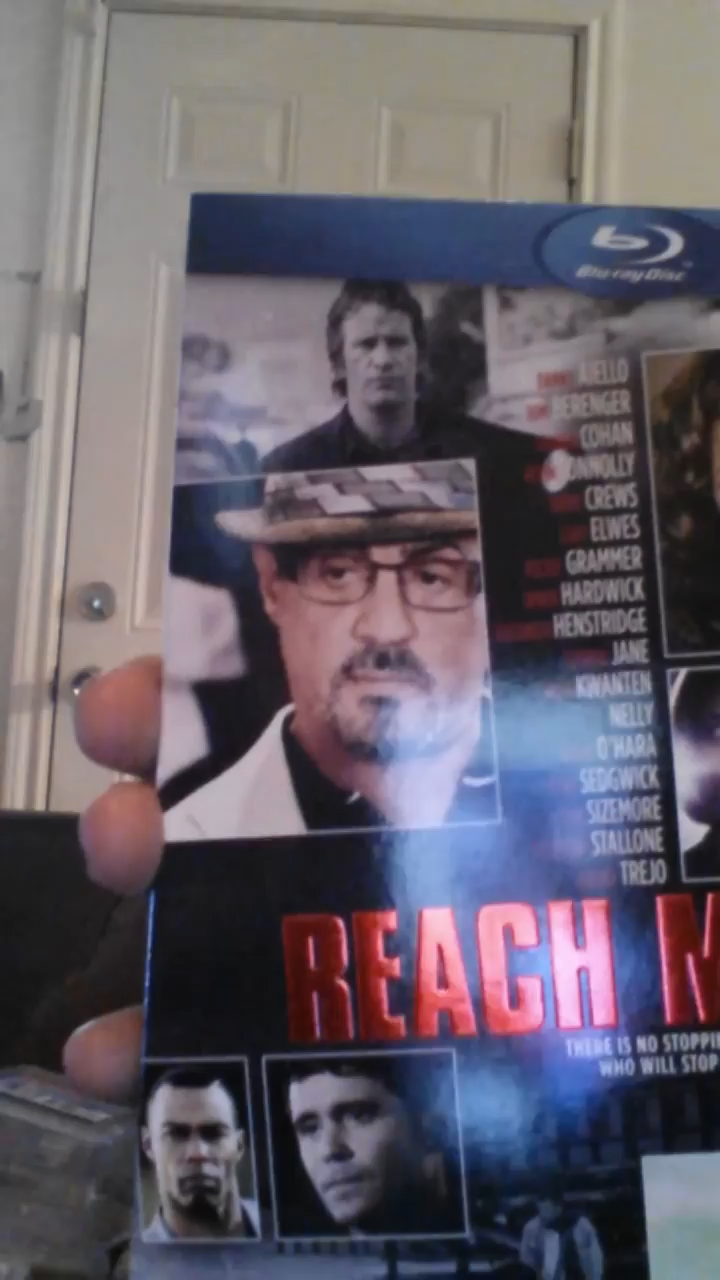 Blu-ray Disc
AIELLO
BERENGER
COHAN
CONNOLLY
CREWS
ELWES
GRAMMER
HARDWICK
HENSTRIDGE
JANE
KWANTEN
NELLY
O'HARA
SEDGWICK
SIZEMORE
STALLONE
TREJO
REACH M
THERE IS NO STOPPI
WHO WILL STOP